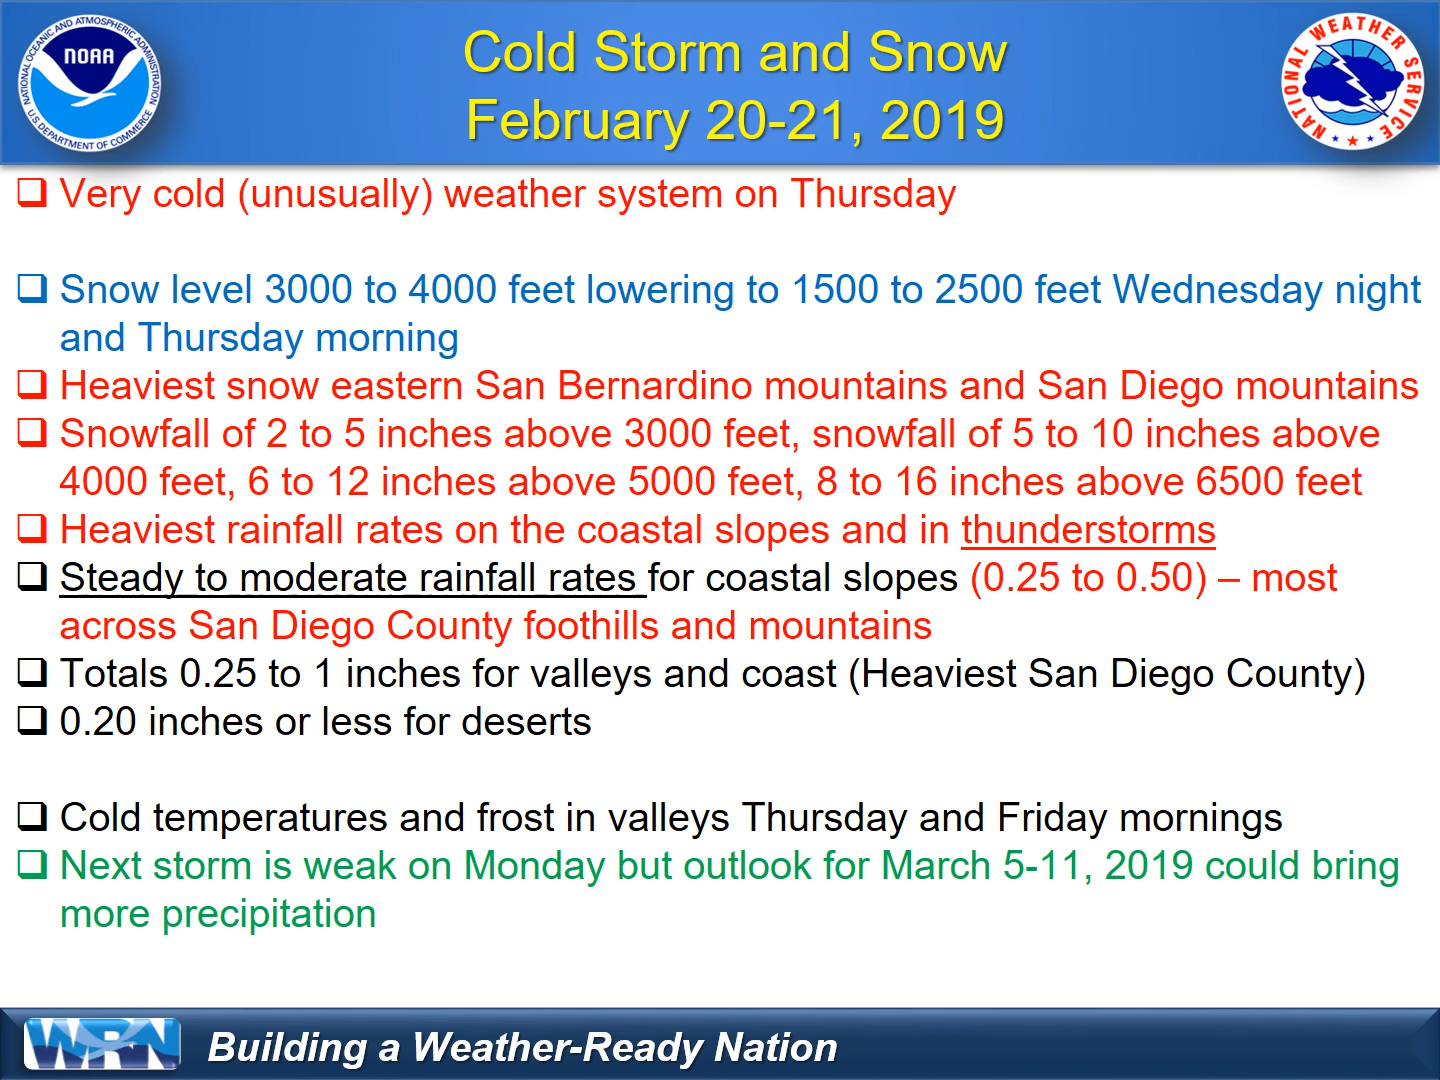 Cold Storm and Snow
February 20-21, 2019
NATIONAL OCEANIC AND ATMOSPHERIC ADMINISTRATION
NOAA
U.S. DEPARTMENT OF COMMERCE
NATIONAL WEATHER SERVICE
❑ Very cold (unusually) weather system on Thursday
❑ Snow level 3000 to 4000 feet lowering to 1500 to 2500 feet Wednesday night
and Thursday morning
❑ Heaviest snow eastern San Bernardino mountains and San Diego mountains
❑ Snowfall of 2 to 5 inches above 3000 feet, snowfall of 5 to 10 inches above
4000 feet, 6 to 12 inches above 5000 feet, 8 to 16 inches above 6500 feet
❑ Heaviest rainfall rates on the coastal slopes and in thunderstorms
❑ Steady to moderate rainfall rates for coastal slopes (0.25 to 0.50) – most
across San Diego County foothills and mountains
❑ Totals 0.25 to 1 inches for valleys and coast (Heaviest San Diego County)
❑ 0.20 inches or less for deserts
❑ Cold temperatures and frost in valleys Thursday and Friday mornings
❑ Next storm is weak on Monday but outlook for March 5-11, 2019 could bring
more precipitation
WRN
Building a Weather-Ready Nation